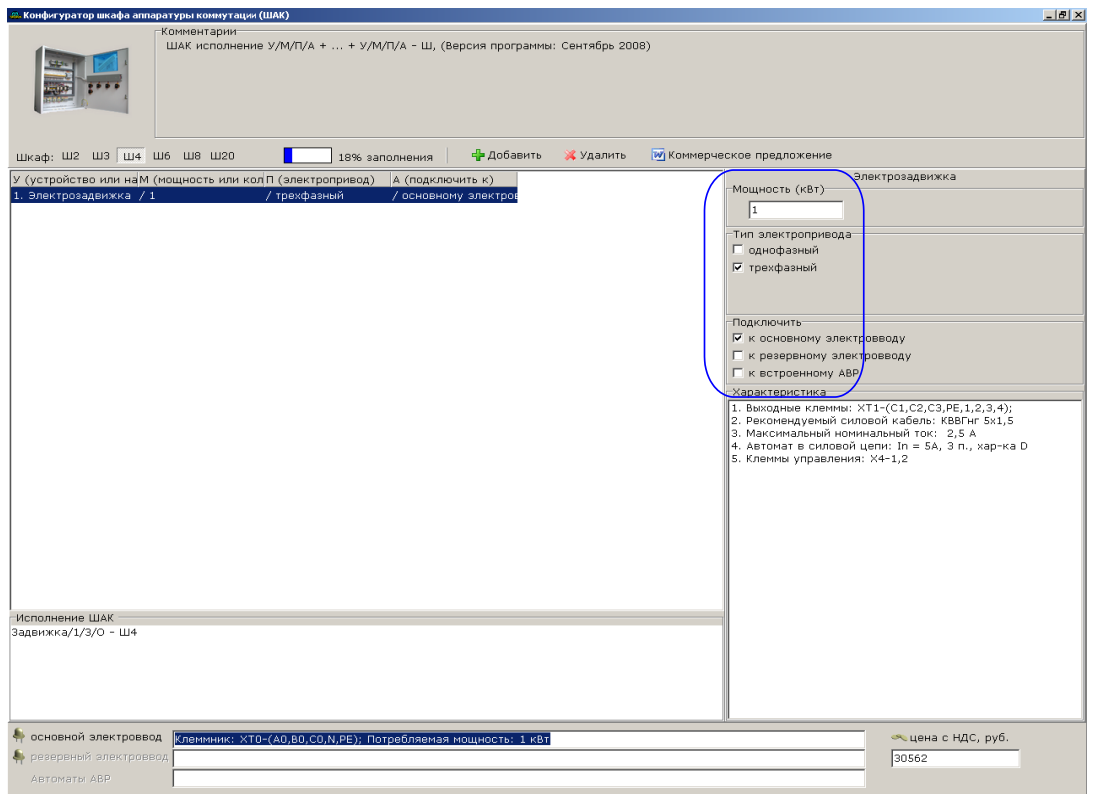 Конфигуратор шкафа аппаратуры коммутации (ШАК)
Комментарии
ШАК исполнение У/М/П/А + ... + У/М/П/А - Ш, (Версия программы: Сентябрь 2008)
Шкаф: Ш2 Ш3 Ш4 Ш6 Ш8 Ш20 18% заполнения Добавить Удалить Коммерческое предложение
У (устройство или на М (мощность или кол П (электропривод) А (подключить к)
1. Электрозадвижка / 1 / трехфазный / основному электров
Электрозадвижка
Мощность (кВт)
1
Тип электропривода
однофазный
трехфазный
Подключить
к основному электровводу
к резервному электровводу
к встроенному АВР
Характеристика
1. Выходные клеммы: XT1-(C1,C2,C3,PE,1,2,3,4);
2. Рекомендуемый силовой кабель: КВВГнг 5x1,5
3. Максимальный номинальный ток: 2,5 А
4. Автомат в силовой цепи: In = 5A, 3 п., хар-ка D
5. Клеммы управления: X4-1,2
Исполнение ШАК
Задвижка/1/3/О - Ш4
основной электроввод Клеммник: XT0-(A0,B0,C0,N,PE); Потребляемая мощность: 1 кВт
резервный электроввод
Автоматы АВР
цена с НДС, руб.
30562